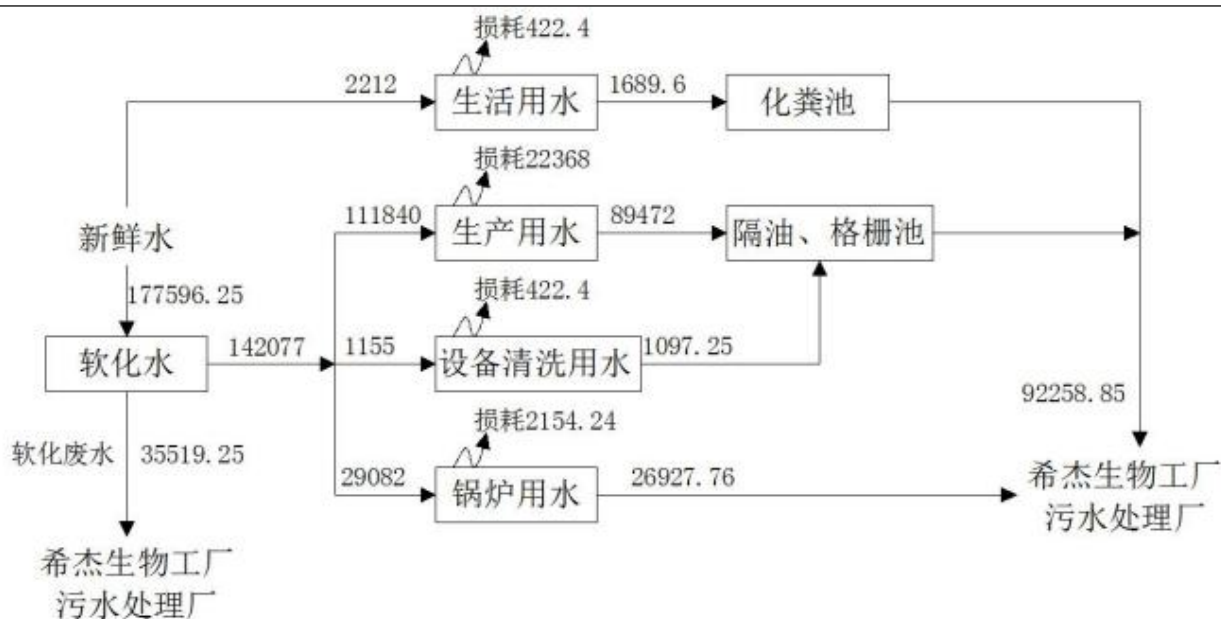 损耗422.4
2212
生活用水
1689.6
化粪池
损耗22368
111840
生产用水
89472
隔油、格栅池
新鲜水
177596.25
损耗422.4
软化水
142077
1155
设备清洗用水
1097.25
92258.85
软化废水
35519.25
损耗2154.24
29082
锅炉用水
26927.76
希杰生物工厂
污水处理厂
希杰生物工厂
污水处理厂